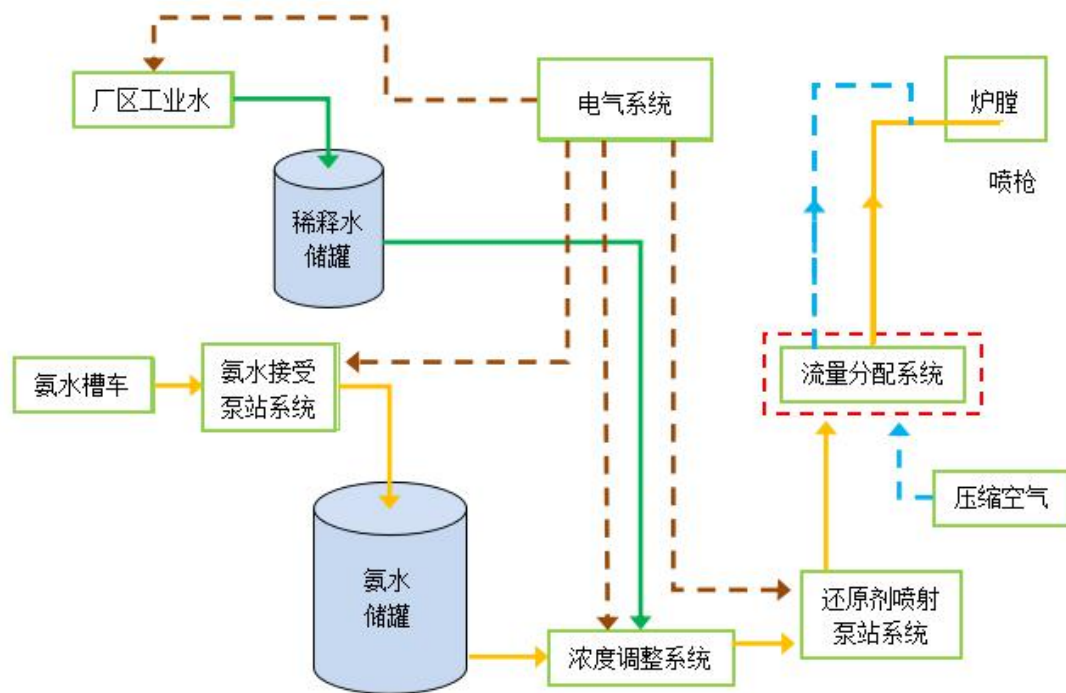 厂区工业水
电气系统
炉膛
喷枪
稀释水
储罐
氨水槽车
氨水接受
泵站系统
流量分配系统
压缩空气
氨水
储罐
还原剂喷射
泵站系统
浓度调整系统